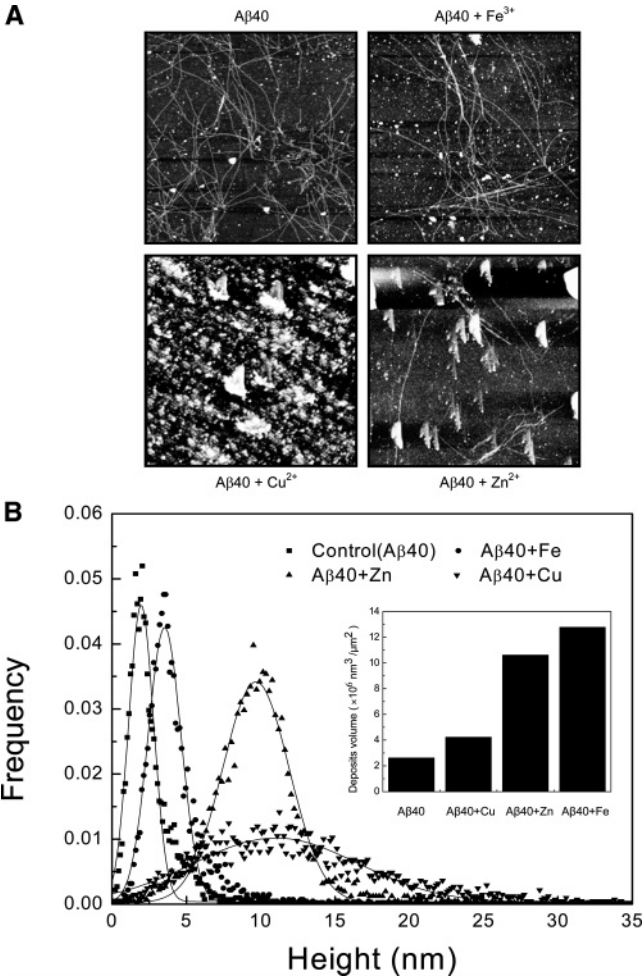 A
Aβ40
Aβ40 + Fe³⁺
Aβ40 + Cu²⁺
Aβ40 + Zn²⁺
B
0.06
0.05
0.04
0.03
0.02
0.01
0.00
Frequency
Control(Aβ40)
Aβ40+Fe
Aβ40+Zn
Aβ40+Cu
14
12
10
8
6
4
2
0
Deposits volume (×10⁶ nm³/μm²)
Aβ40 Aβ40+Cu Aβ40+Zn Aβ40+Fe
0 5 10 15 20 25 30 35
Height (nm)